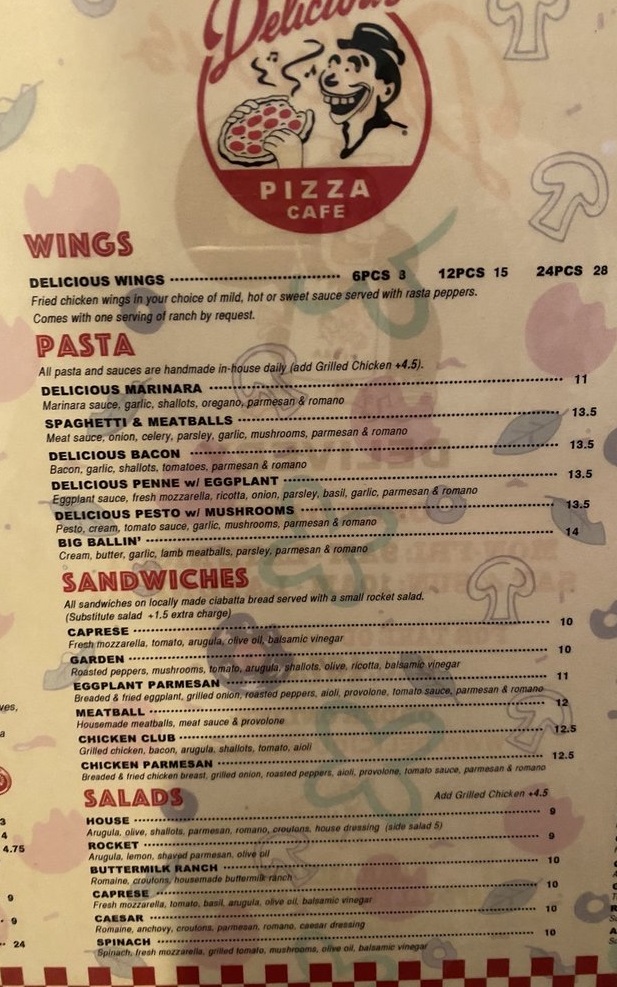 Delicious
PIZZA
CAFE
WINGS
DELICIOUS WINGS 6PCS 8 12PCS 15 24PCS 28
Fried chicken wings in your choice of mild, hot or sweet sauce served with rasta peppers.
Comes with one serving of ranch by request.
PASTA
All pasta and sauces are handmade in-house daily (add Grilled Chicken +4.5).
DELICIOUS MARINARA 11
Marinara sauce, garlic, shallots, oregano, parmesan & romano
SPAGHETTI & MEATBALLS 13.5
Meat sauce, onion, celery, parsley, garlic, mushrooms, parmesan & romano
DELICIOUS BACON 13.5
Bacon, garlic, shallots, tomatoes, parmesan & romano
DELICIOUS PENNE w/ EGGPLANT 13.5
Eggplant sauce, fresh mozzarella, ricotta, onion, parsley, basil, garlic, parmesan & romano
DELICIOUS PESTO w/ MUSHROOMS 13.5
Pesto, cream, tomato sauce, garlic, mushrooms, parmesan & romano
BIG BALLIN' 14
Cream, butter, garlic, lamb meatballs, parsley, parmesan & romano
SANDWICHES
All sandwiches on locally made ciabatta bread served with a small rocket salad.
(Substitute salad +1.5 extra charge)
CAPRESE 10
Fresh mozzarella, tomato, arugula, olive oil, balsamic vinegar
GARDEN 10
Roasted peppers, mushrooms, tomato, arugula, shallots, olive, ricotta, balsamic vinegar
EGGPLANT PARMESAN 11
Breaded & fried eggplant, grilled onion, roasted peppers, aioli, provolone, tomato sauce, parmesan & romano
MEATBALL 12
Housemade meatballs, meat sauce & provolone
CHICKEN CLUB 12.5
Grilled chicken, bacon, arugula, shallots, tomato, aioli
CHICKEN PARMESAN 12.5
Breaded & fried chicken breast, grilled onion, roasted peppers, aioli, provolone, tomato sauce, parmesan & romano
SALADS Add Grilled Chicken +4.5
HOUSE 9
Arugula, olive, shallots, parmesan, romano, croutons, house dressing (side salad 5)
ROCKET 9
Arugula, lemon, shaved parmesan, olive oil
BUTTERMILK RANCH 10
Romaine, croutons, housemade buttermilk ranch
CAPRESE 10
Fresh mozzarella, tomato, basil, arugula, olive oil, balsamic vinegar
CAESAR 10
Romaine, anchovy, croutons, parmesan, romano, caesar dressing
SPINACH 10
Spinach, fresh mozzarella, grilled tomato, mushrooms, olive oil, balsamic vinegar
3
4
4.75
9
9
24